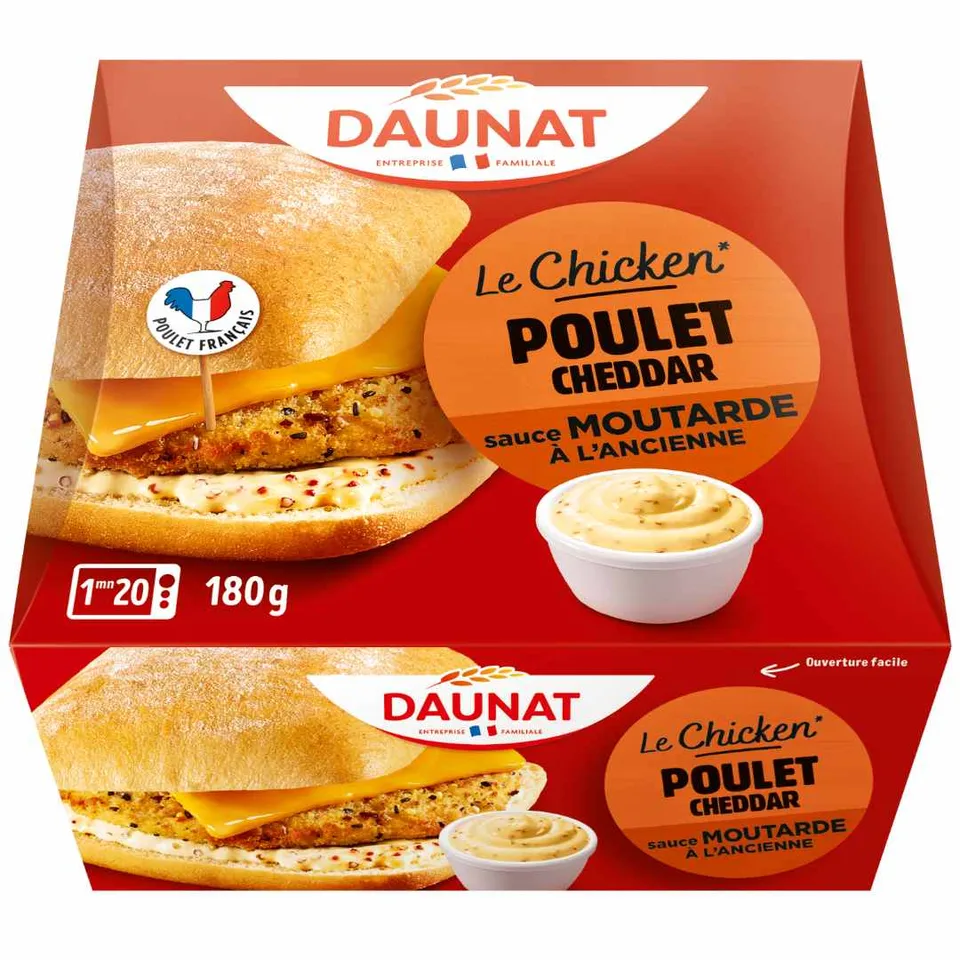 DAUNAT
ENTREPRISE FAMILIALE
Le Chicken*
POULET
CHEDDAR
sauce MOUTARDE
À L'ANCIENNE
POULET FRANÇAIS
1mn20
180g
Ouverture facile
DAUNAT
ENTREPRISE FAMILIALE
Le Chicken*
POULET
CHEDDAR
sauce MOUTARDE
À L'ANCIENNE